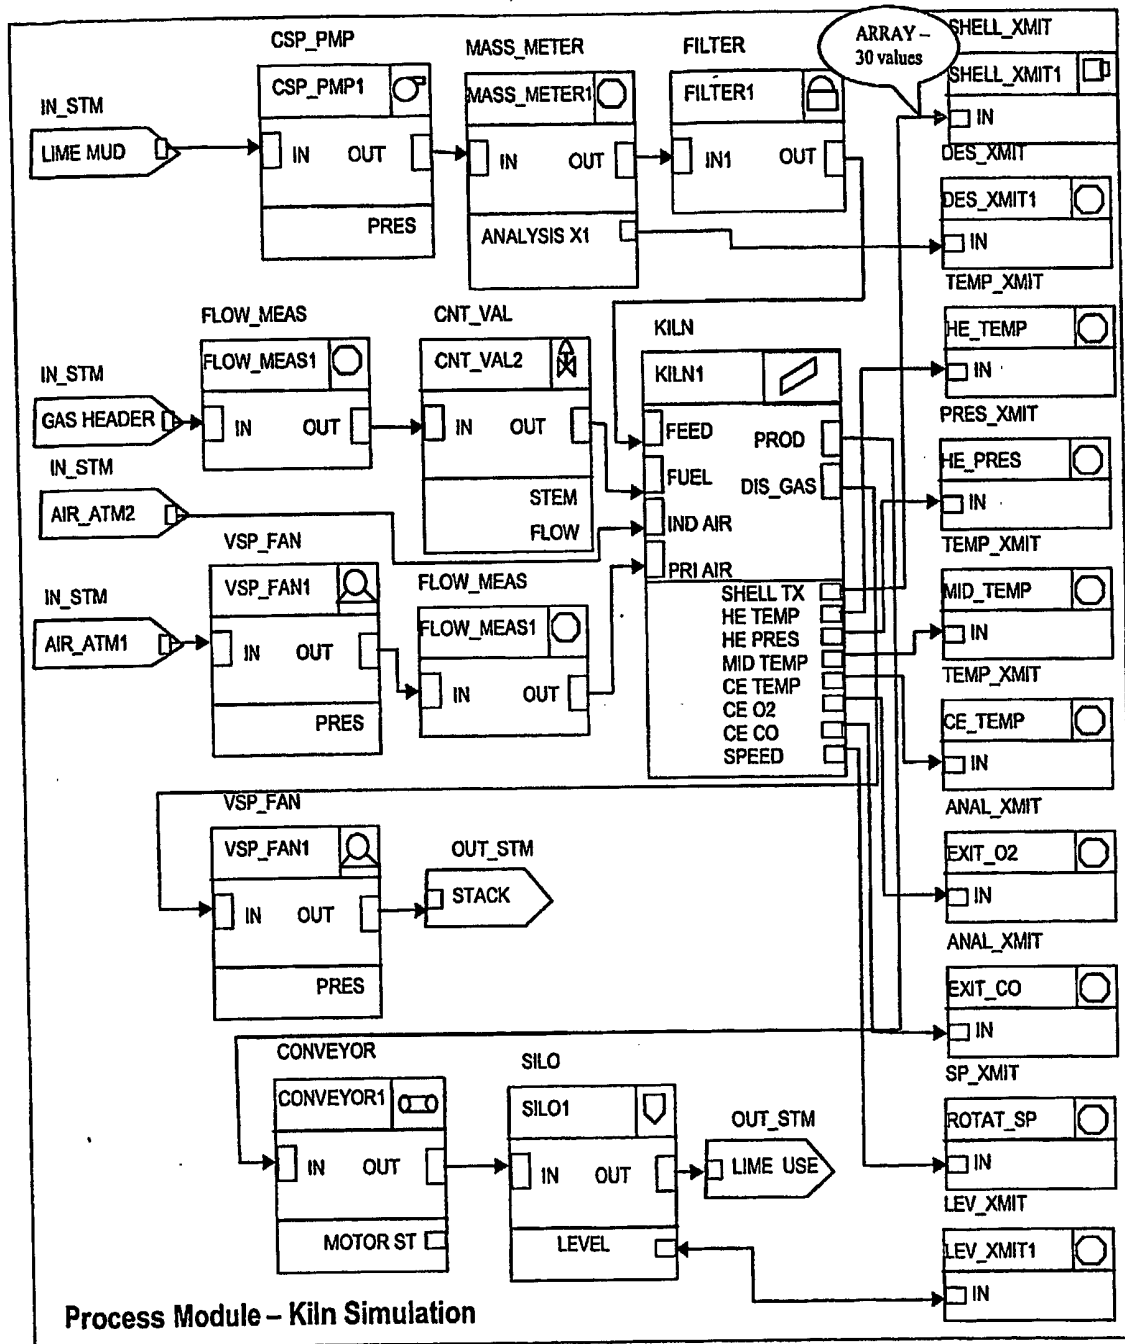 CSP_PMP
MASS_METER
FILTER
ARRAY –
30 values
SHELL_XMIT
IN_STM
CSP_PMP1
MASS_METER1
FILTER1
SHELL_XMIT1
LIME MUD
IN OUT
IN OUT
IN1 OUT
IN
PRES
ANALYSIS X1
DES_XMIT
DES_XMIT1
IN
TEMP_XMIT
FLOW_MEAS
CNT_VAL
KILN
HE_TEMP
IN
IN_STM
FLOW_MEAS1
CNT_VAL2
KILN1
GAS HEADER
IN OUT
IN OUT
FEED
PROD
PRES_XMIT
HE_PRES
IN
IN_STM
AIR_ATM2
STEM
FLOW
FUEL
DIS_GAS
IND AIR
PRI AIR
TEMP_XMIT
MID_TEMP
IN
VSP_FAN
IN_STM
VSP_FAN1
FLOW_MEAS
FLOW_MEAS1
AIR_ATM1
IN OUT
IN OUT
PRES
SHELL TX
HE TEMP
HE PRES
MID TEMP
CE TEMP
CE O2
CE CO
SPEED
TEMP_XMIT
CE_TEMP
IN
VSP_FAN
VSP_FAN1
OUT_STM
STACK
IN OUT
PRES
ANAL_XMIT
EXIT_O2
IN
ANAL_XMIT
EXIT_CO
IN
CONVEYOR
SILO
SP_XMIT
CONVEYOR1
SILO1
OUT_STM
ROTAT_SP
IN OUT
IN OUT
LIME USE
IN
MOTOR ST
LEVEL
LEV_XMIT
LEV_XMIT1
IN
Process Module – Kiln Simulation